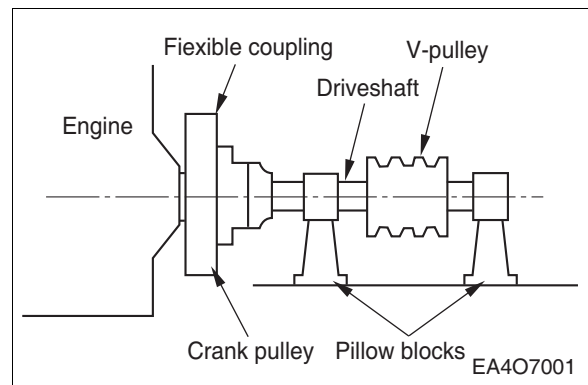 Fiexible coupling
V-pulley
Driveshaft
Engine
Crank pulley
Pillow blocks
EA4O7001